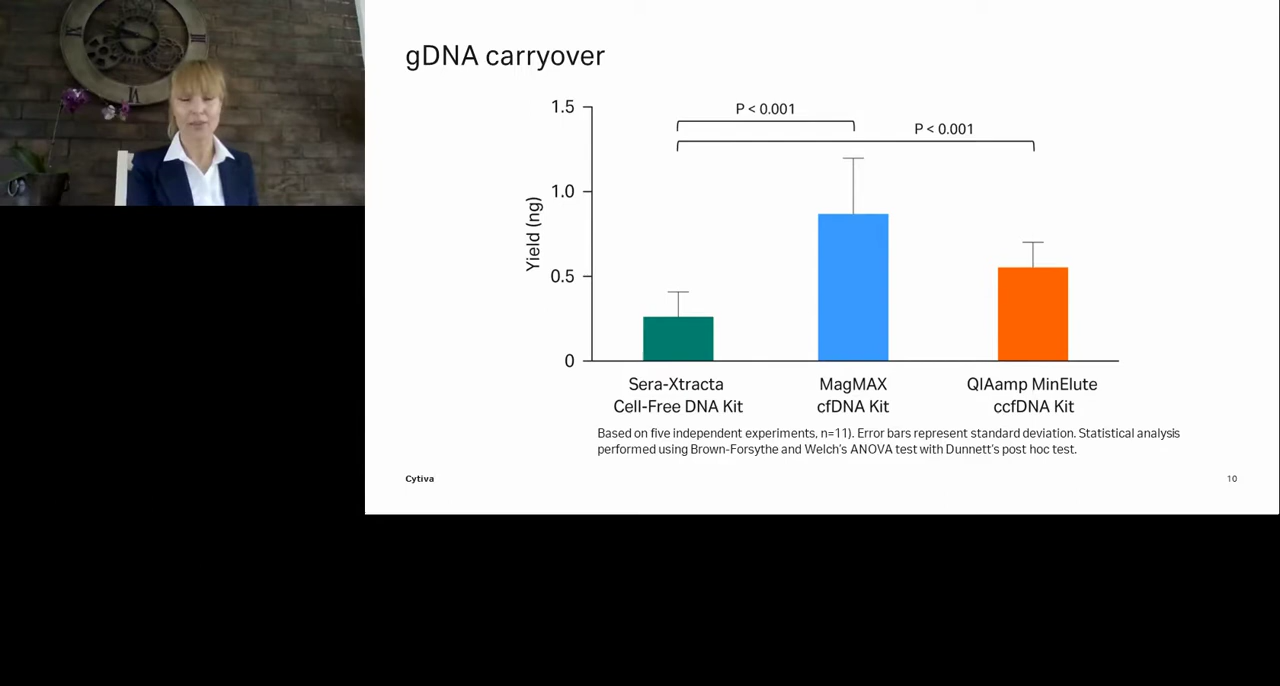 gDNA carryover
P < 0.001
P < 0.001
1.5
1.0
0.5
0
Yield (ng)
Sera-Xtracta
Cell-Free DNA Kit
MagMAX
cfDNA Kit
QIAamp MinElute
ccfDNA Kit
Based on five independent experiments, n=11). Error bars represent standard deviation. Statistical analysis
performed using Brown-Forsythe and Welch's ANOVA test with Dunnett's post hoc test.
Cytiva
10